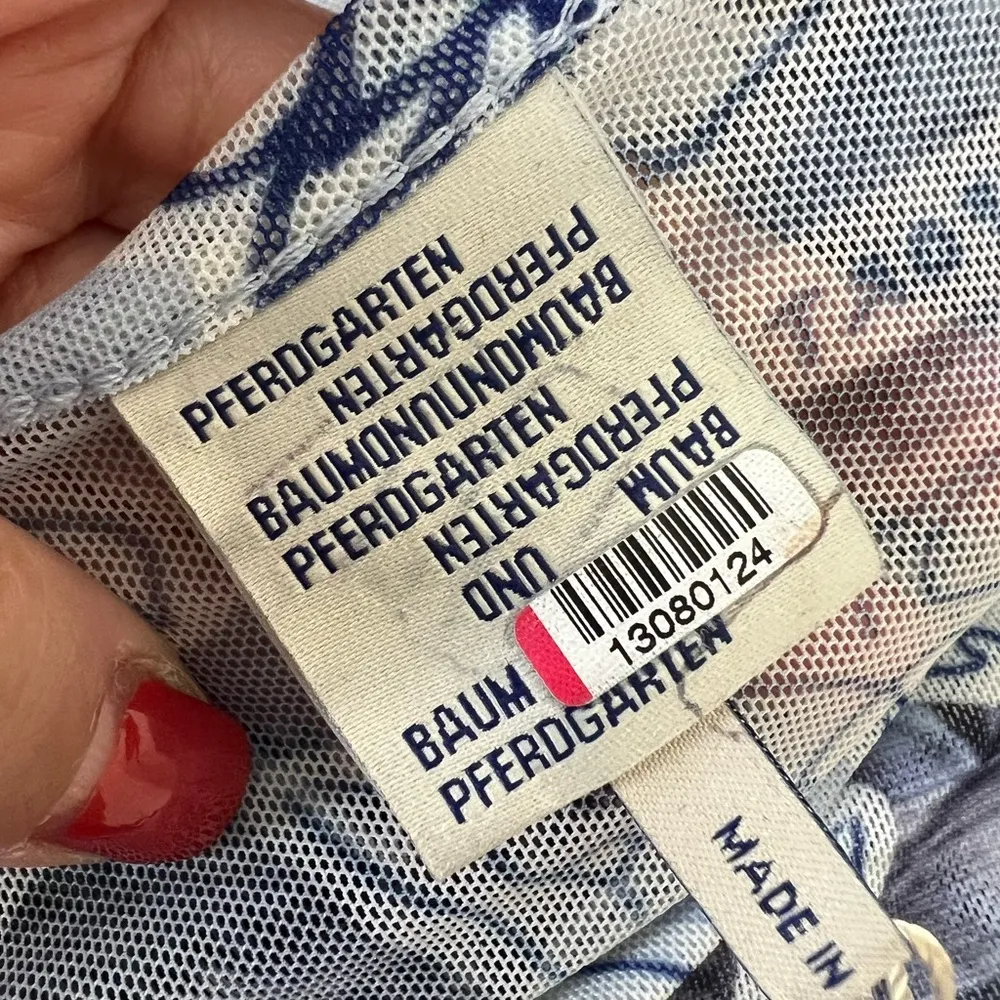 PFERDGARTEN
PFERDGARTEN
BAUM UND
PFERDGARTEN
PFERDGARTEN
BAUM
UND
13080124
BAUM
PFERDGARTEN
MADE IN